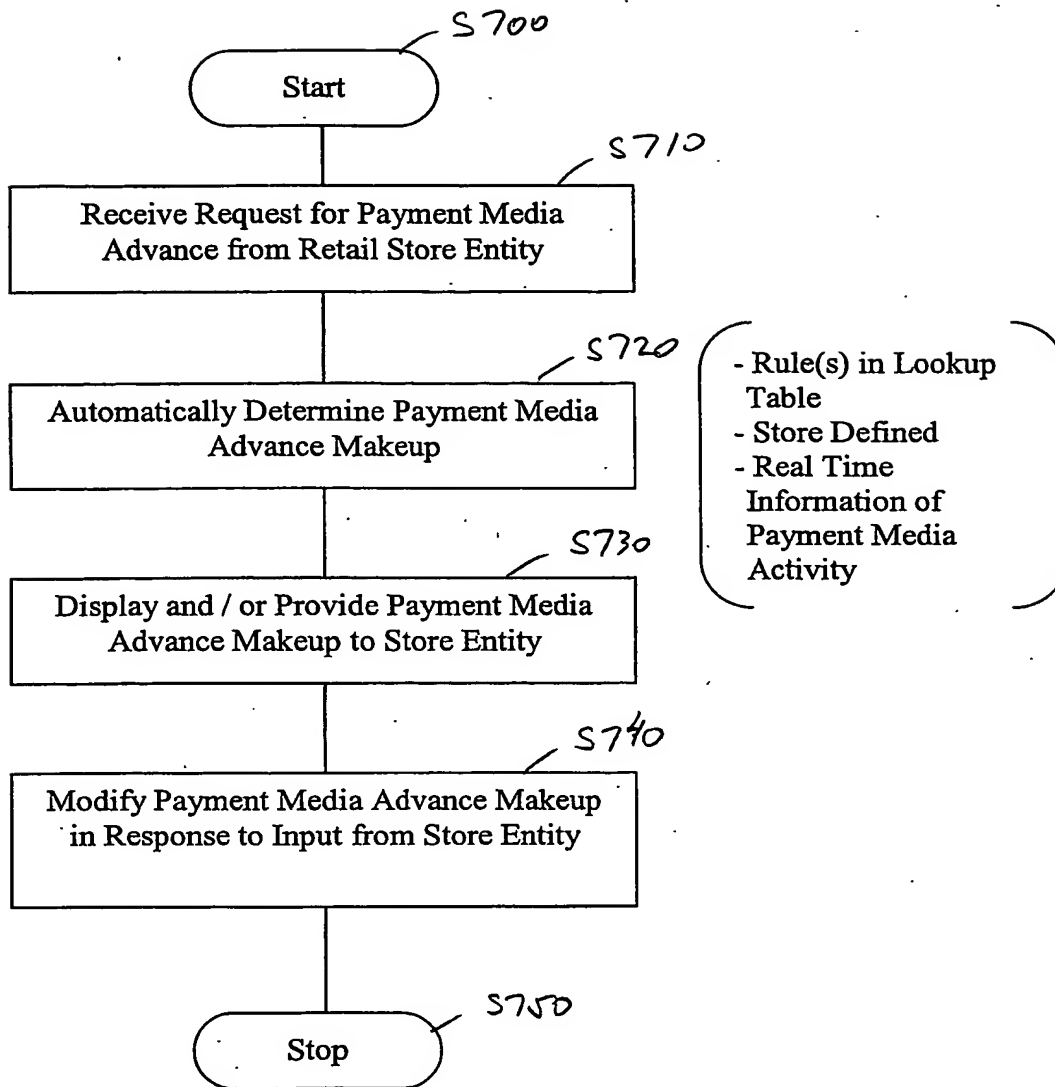 S700
Start
S710
Receive Request for Payment Media
Advance from Retail Store Entity
S720
Automatically Determine Payment Media
Advance Makeup
- Rule(s) in Lookup
Table
- Store Defined
- Real Time
Information of
Payment Media
Activity
S730
Display and / or Provide Payment Media
Advance Makeup to Store Entity
S740
Modify Payment Media Advance Makeup
in Response to Input from Store Entity
S750
Stop